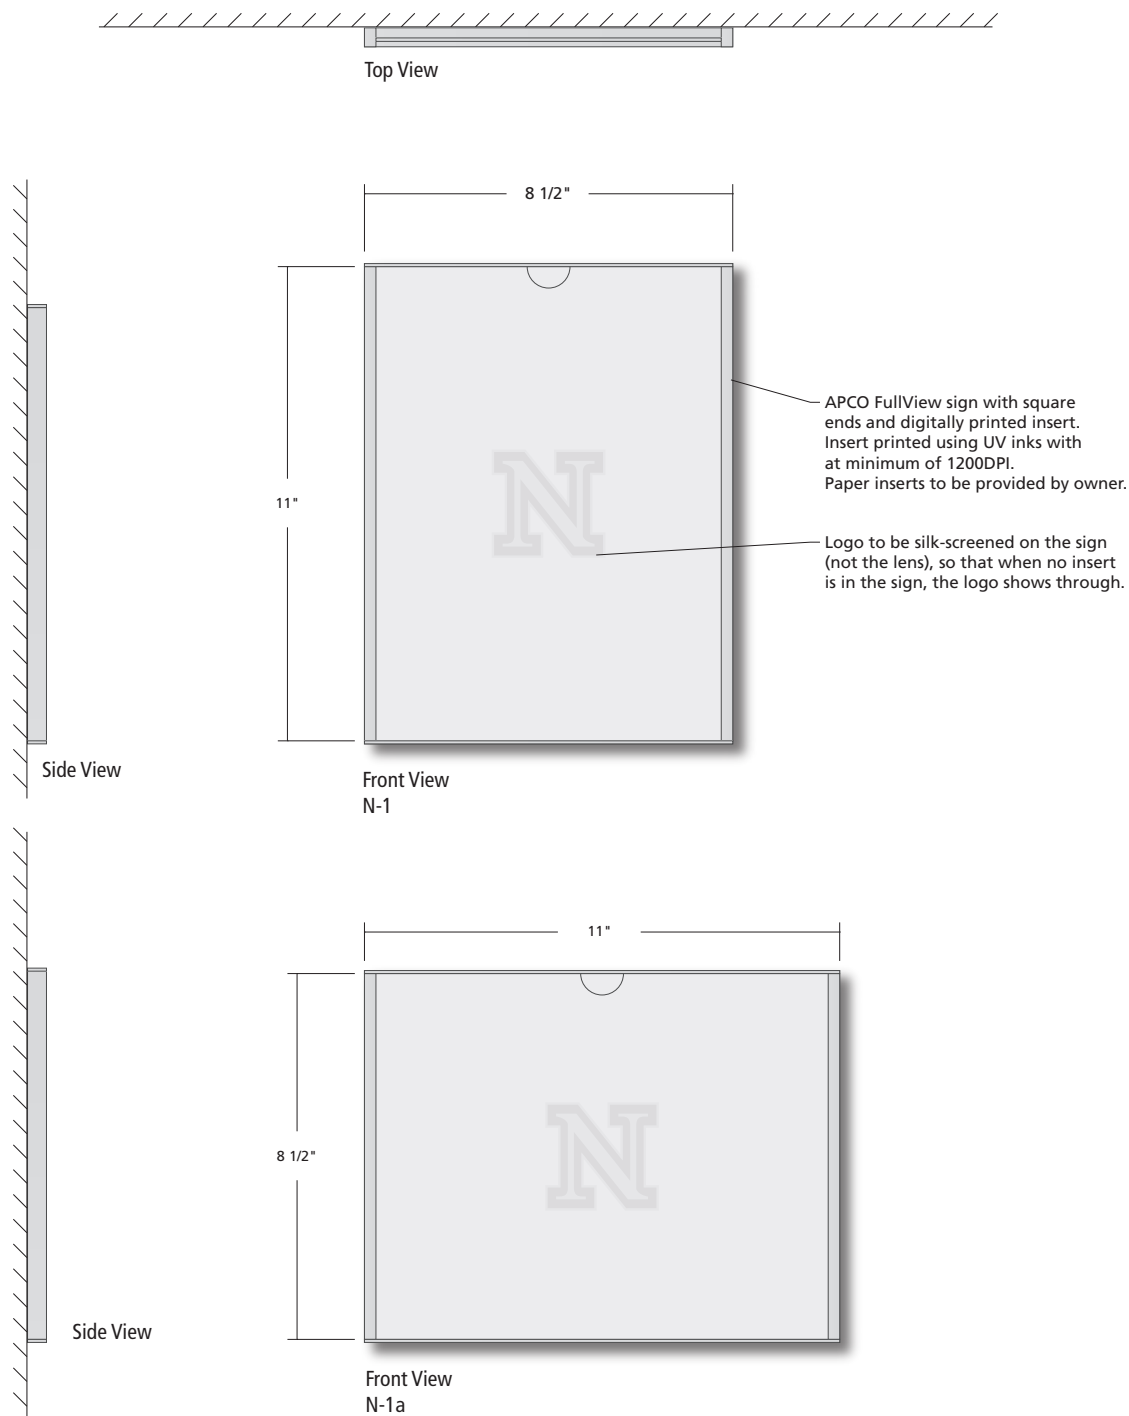 Top View
8 1/2"
11"
APCO FullView sign with square
ends and digitally printed insert.
Insert printed using UV inks with
at minimum of 1200DPI.
Paper inserts to be provided by owner.
N
Logo to be silk-screened on the sign
(not the lens), so that when no insert
is in the sign, the logo shows through.
Side View
Front View
N-1
11"
8 1/2"
N
Side View
Front View
N-1a